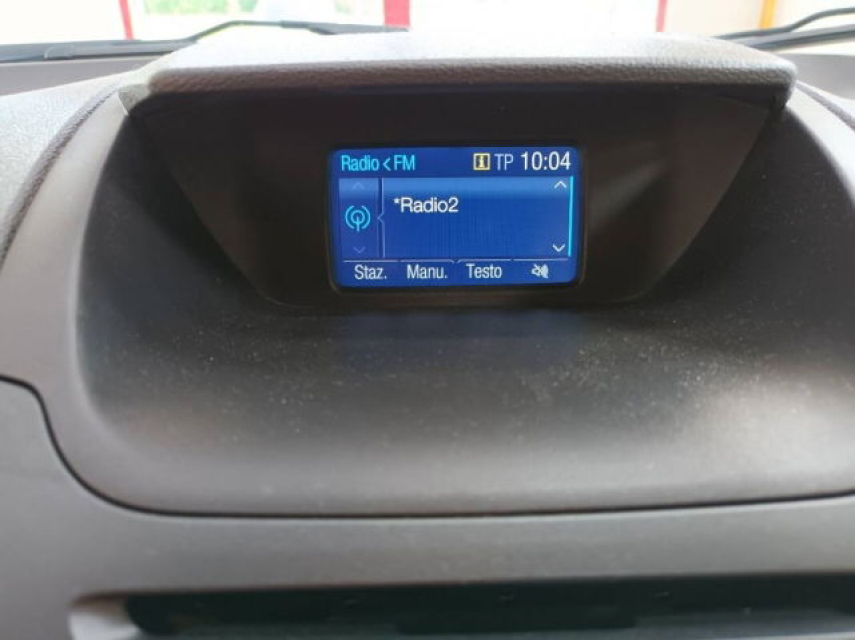 Radio < FM i TP 10:04
*Radio2
Staz. Manu. Testo